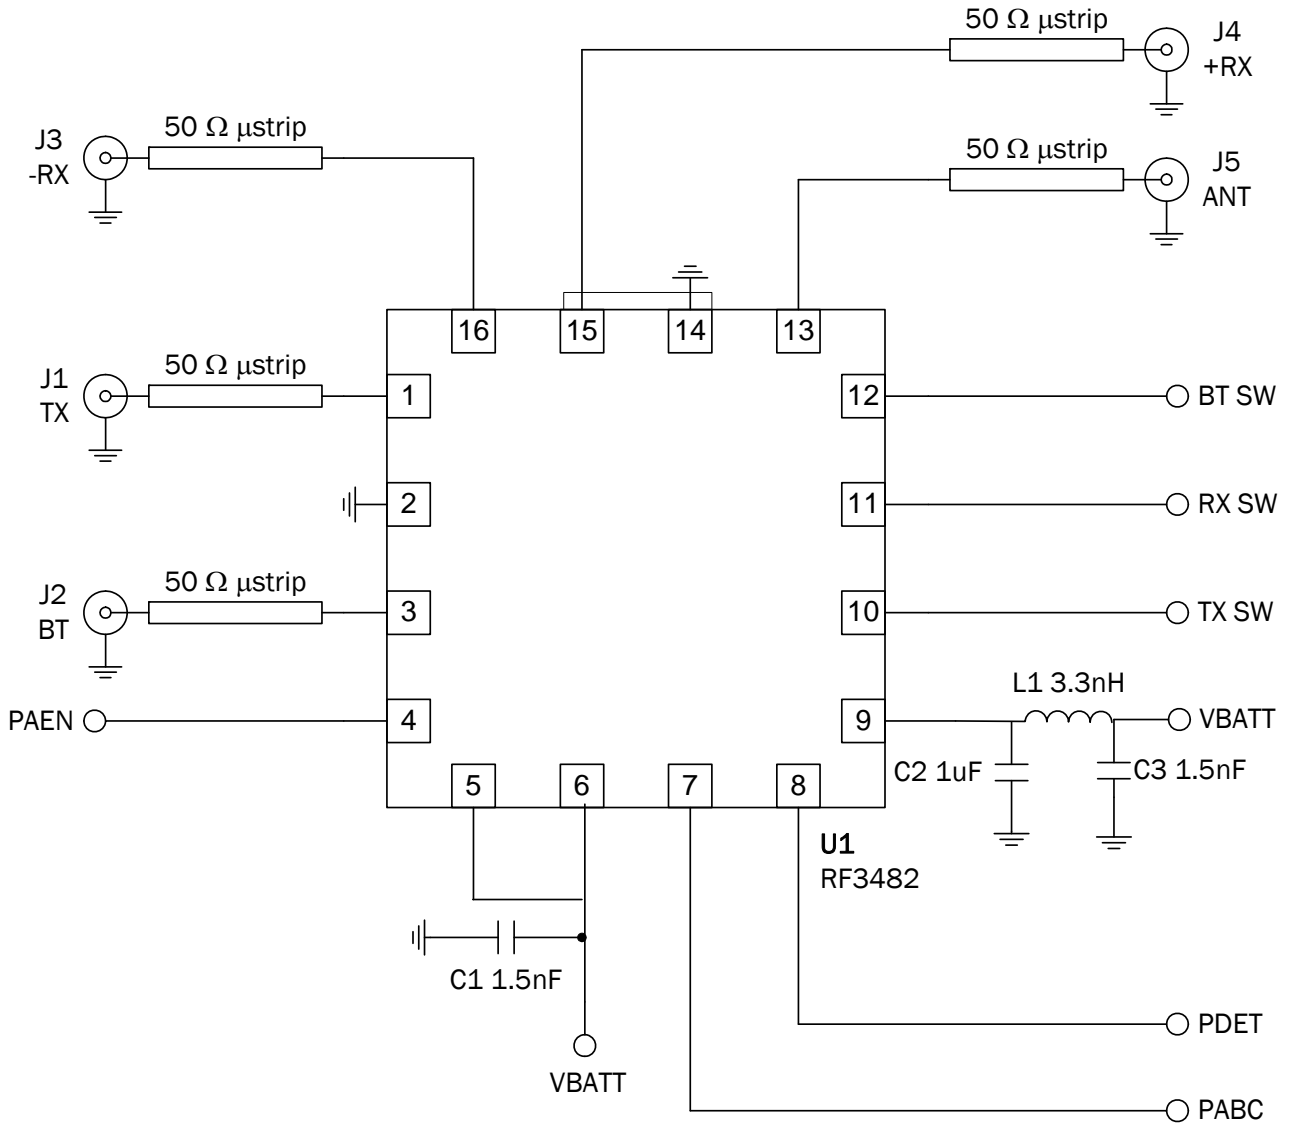 50 Ω μstrip
J4
+RX
50 Ω μstrip
J3
-RX
50 Ω μstrip
J5
ANT
16
15
14
13
50 Ω μstrip
J1
TX
1
12
BT SW
2
11
RX SW
50 Ω μstrip
J2
BT
3
10
TX SW
L1 3.3nH
PAEN
4
9
VBATT
C2 1uF
C3 1.5nF
5
6
7
8
U1
RF3482
C1 1.5nF
PDET
VBATT
PABC